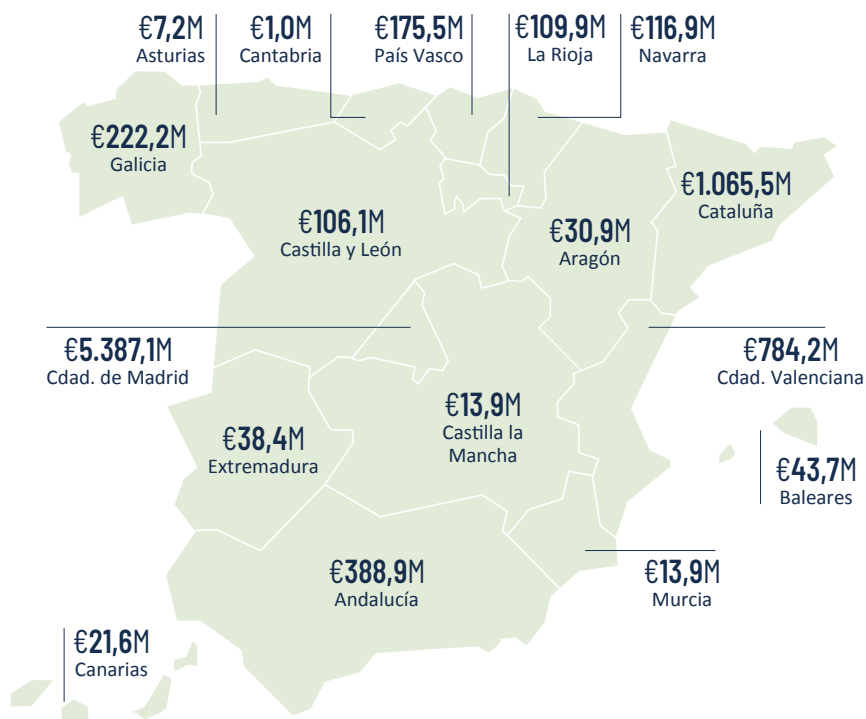 €7,2M
Asturias
€1,0M
Cantabria
€175,5M
País Vasco
€109,9M
La Rioja
€116,9M
Navarra
€222,2M
Galicia
€1.065,5M
Cataluña
€106,1M
Castilla y León
€30,9M
Aragón
€5.387,1M
Cdad. de Madrid
€784,2M
Cdad. Valenciana
€13,9M
Castilla la
Mancha
€38,4M
Extremadura
€43,7M
Baleares
€388,9M
Andalucía
€13,9M
Murcia
€21,6M
Canarias